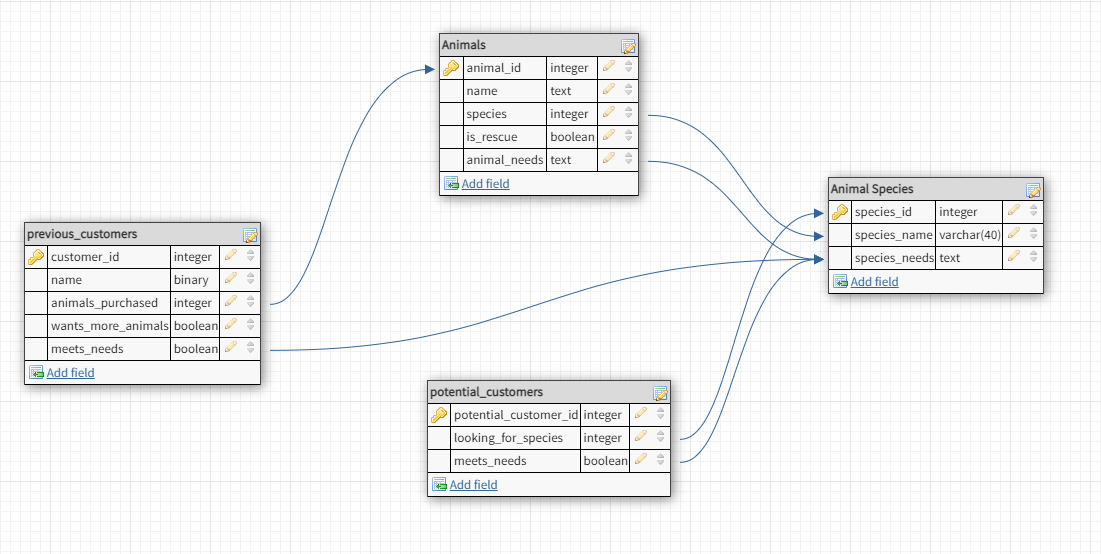 Animals
animal_id integer
name text
species integer
is_rescue boolean
animal_needs text
Add field
Animal Species
species_id integer
species_name varchar(40)
species_needs text
Add field
previous_customers
customer_id integer
name binary
animals_purchased integer
wants_more_animals boolean
meets_needs boolean
Add field
potential_customers
potential_customer_id integer
looking_for_species integer
meets_needs boolean
Add field